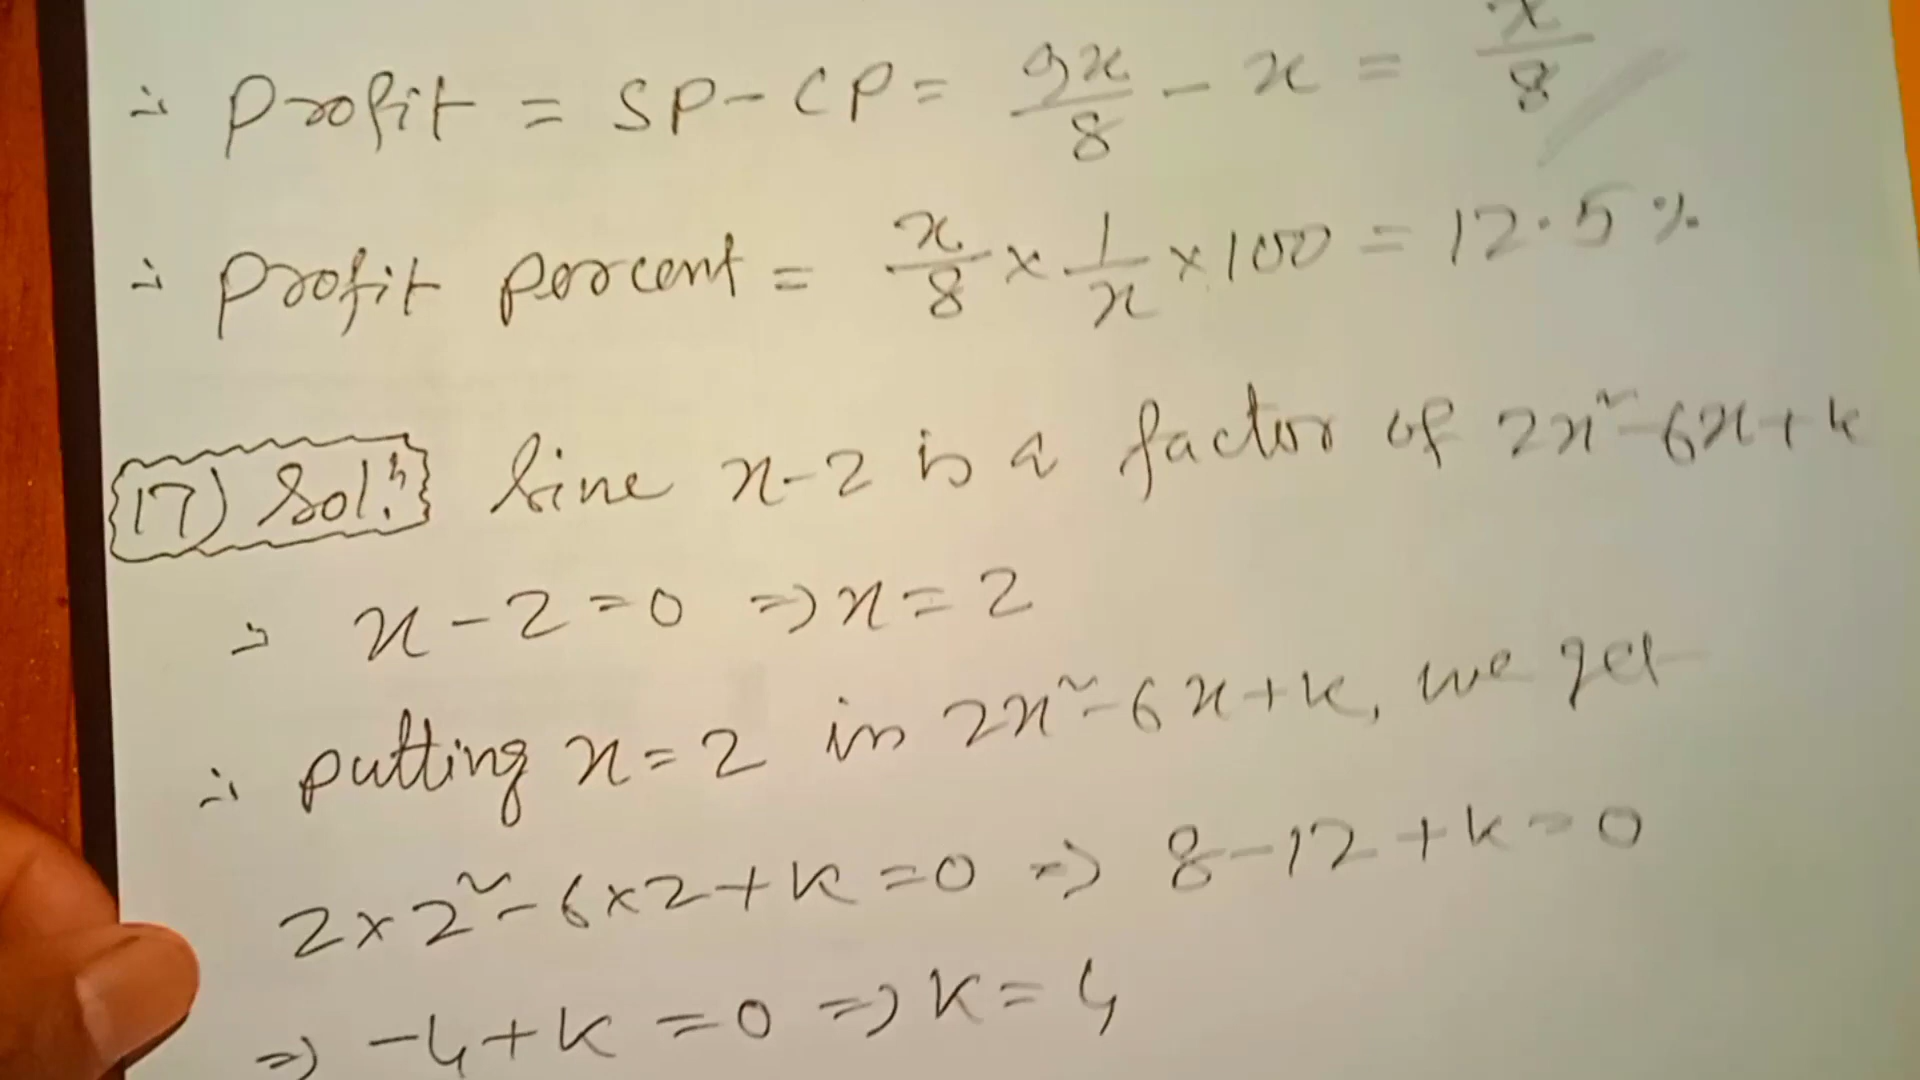 ∴ Profit = SP - CP = 9x/8 - x = x/8
∴ Profit percent = x/8 × 1/x × 100 = 12.5%
17) Solⁿ. Sine x-2 is a factor of 2x²-6x+k
∴ x-2=0 ⇒ x=2
∴ putting x=2 in 2x²-6x+k, we get
2×2²-6×2+k=0 ⇒ 8-12+k=0
⇒ -4+k=0 ⇒ k=4